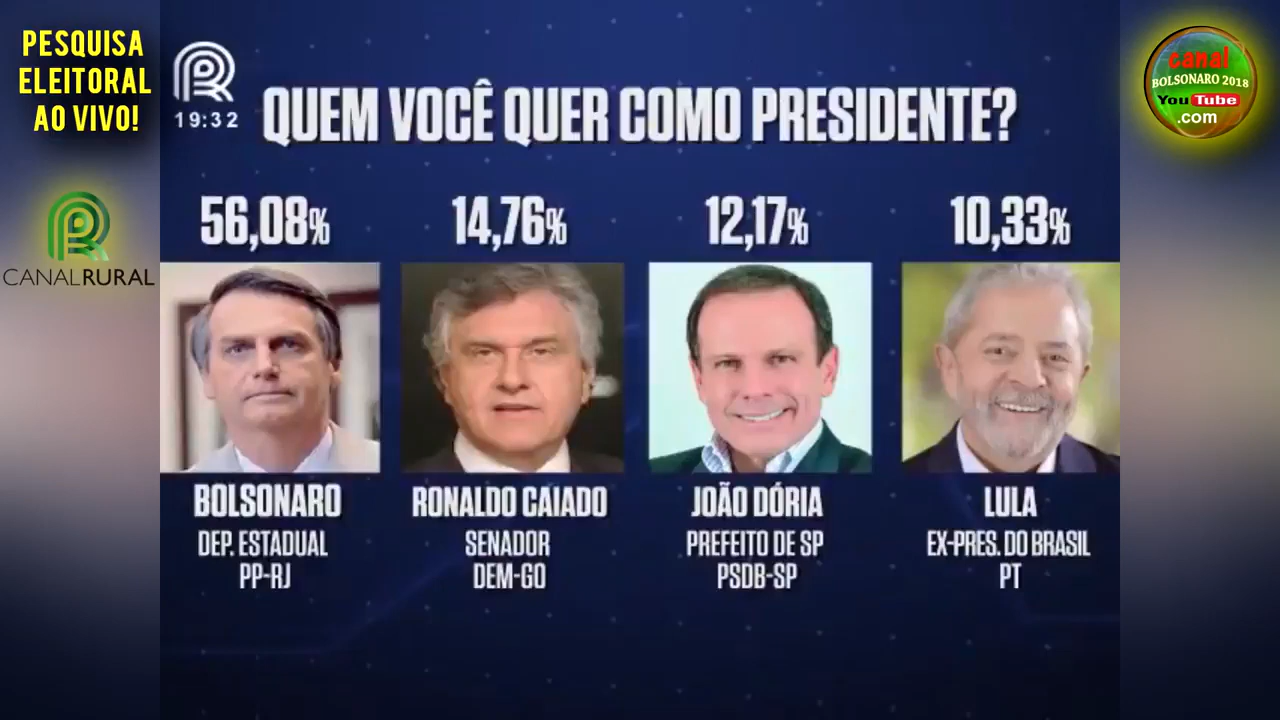 PESQUISA
ELEITORAL
AO VIVO!
CANALRURAL
19:32
QUEM VOCÊ QUER COMO PRESIDENTE?
56,08%
14,76%
12,17%
10,33%
BOLSONARO
DEP. ESTADUAL
PP-RJ
RONALDO CAIADO
SENADOR
DEM-GO
JOÃO DÓRIA
PREFEITO DE SP
PSDB-SP
LULA
EX-PRES. DO BRASIL
PT
canal
BOLSONARO 2018
YouTube
.com